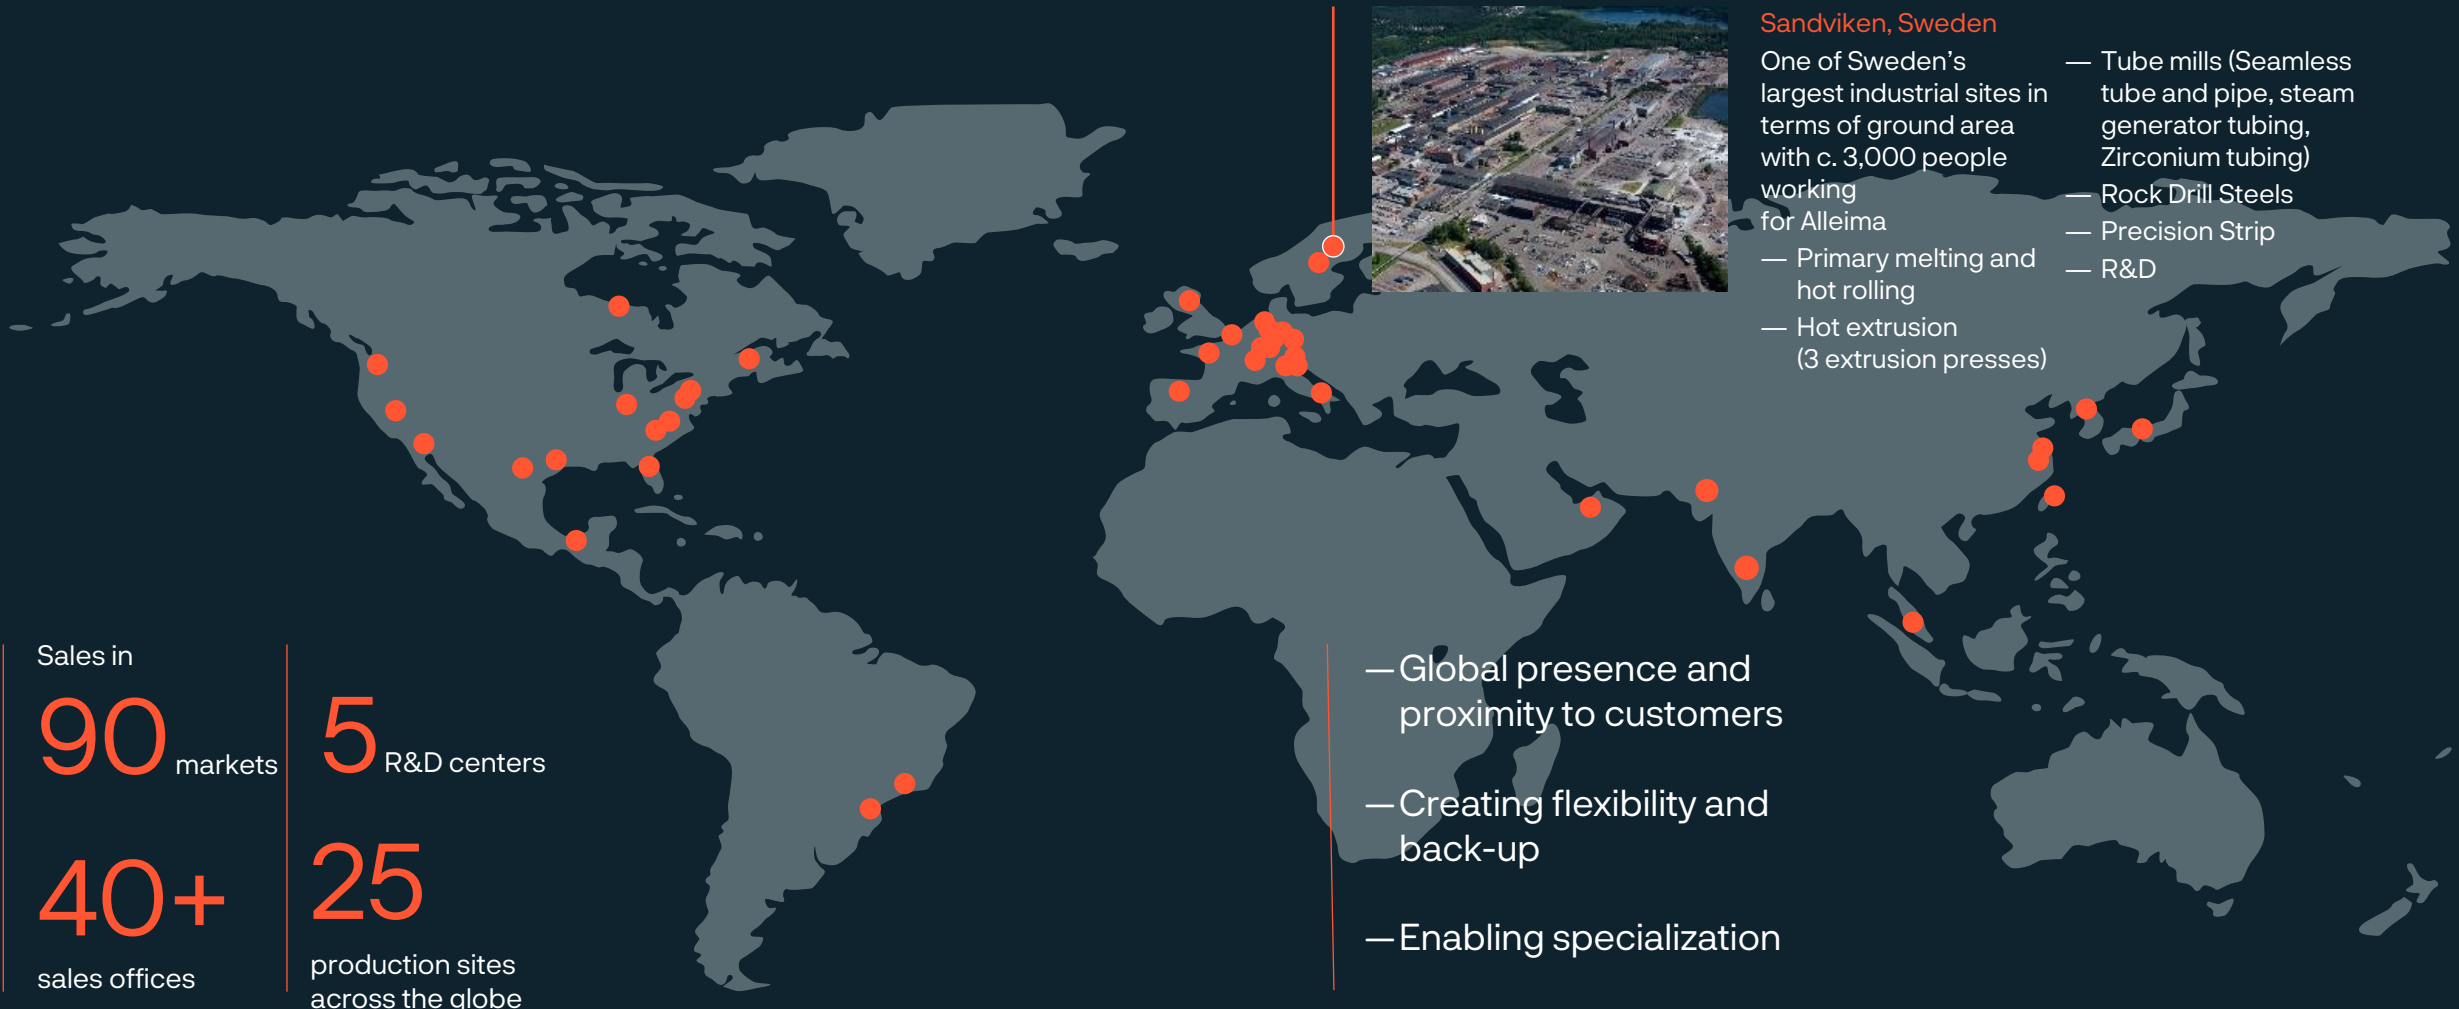 Sandviken, Sweden
One of Sweden's
largest industrial sites in
terms of ground area
with c. 3,000 people
working
for Alleima
— Primary melting and
hot rolling
— Hot extrusion
(3 extrusion presses)
— Tube mills (Seamless
tube and pipe, steam
generator tubing,
Zirconium tubing)
— Rock Drill Steels
— Precision Strip
— R&D
Sales in
90 markets
40+
sales offices
5 R&D centers
25
production sites
across the globe
— Global presence and
proximity to customers
— Creating flexibility and
back-up
— Enabling specialization